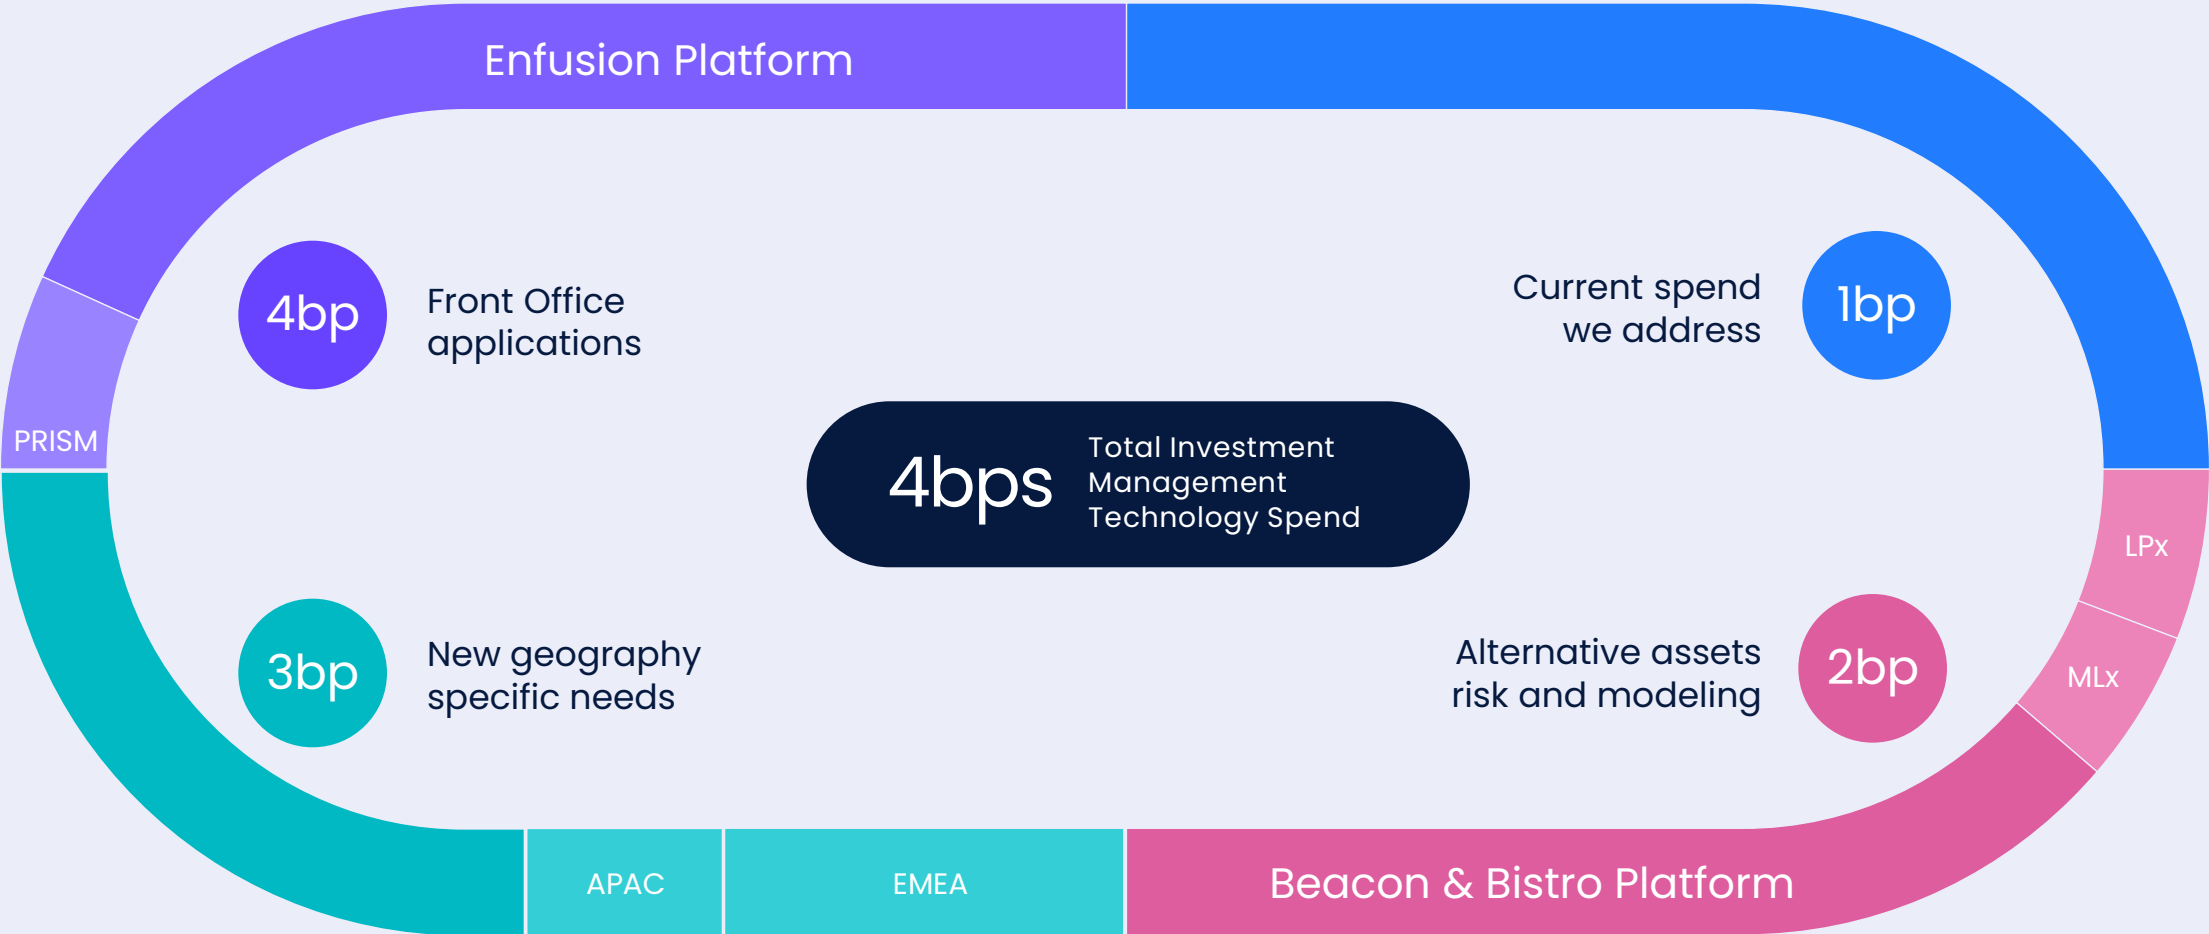 Enfusion Platform
4bp
Front Office
applications
Current spend
we address
1bp
PRISM
4bps
Total Investment
Management
Technology Spend
LPx
MLx
3bp
New geography
specific needs
Alternative assets
risk and modeling
2bp
APAC
EMEA
Beacon & Bistro Platform